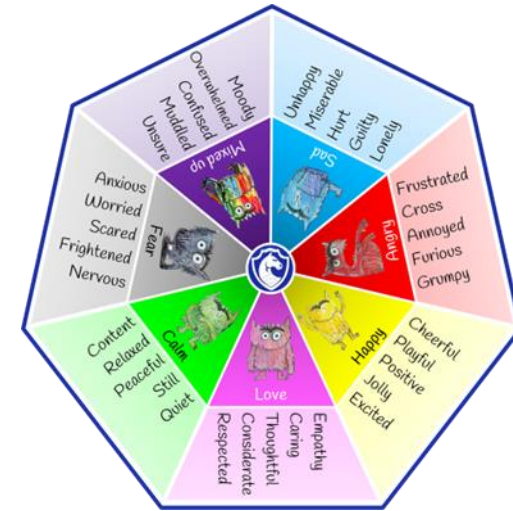 Mixed up
Moody
Overwhelmed
Confused
Muddled
Unsure
Sad
Unhappy
Miserable
Hurt
Guilty
Lonely
Angry
Frustrated
Cross
Annoyed
Furious
Grumpy
Happy
Cheerful
Playful
Positive
Jolly
Excited
Love
Empathy
Caring
Thoughtful
Considerate
Respected
Calm
Content
Relaxed
Peaceful
Still
Quiet
Fear
Anxious
Worried
Scared
Frightened
Nervous